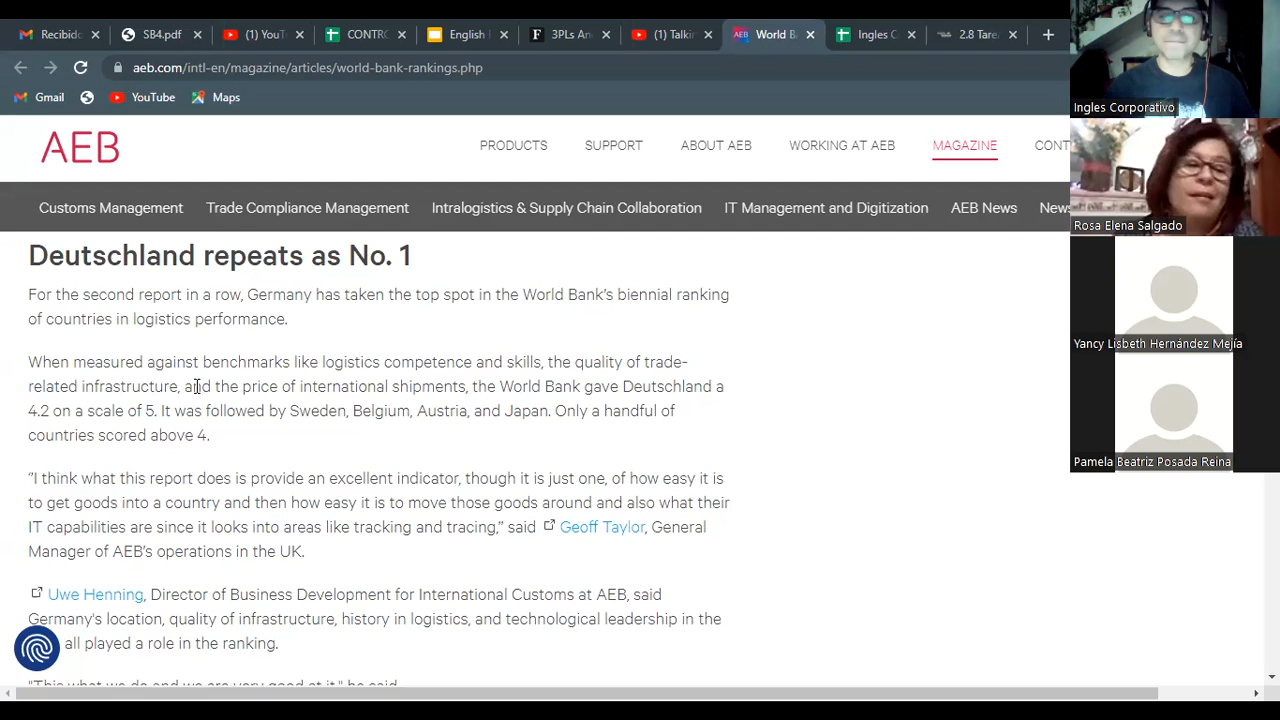 Recibido
SB4.pdf
(1) YouT
CONTRO
English
3PLs An
(1) Talkin
AEB
World B
Ingles C
2.8 Tarea
aeb.com/intl-en/magazine/articles/world-bank-rankings.php
Gmail
YouTube
Maps
AEB
PRODUCTS
SUPPORT
ABOUT AEB
WORKING AT AEB
MAGAZINE
CONT
Customs Management
Trade Compliance Management
Intralogistics & Supply Chain Collaboration
IT Management and Digitization
AEB News
News
Deutschland repeats as No. 1
For the second report in a row, Germany has taken the top spot in the World Bank's biennial ranking
of countries in logistics performance.
When measured against benchmarks like logistics competence and skills, the quality of trade-
related infrastructure, and the price of international shipments, the World Bank gave Deutschland a
4.2 on a scale of 5. It was followed by Sweden, Belgium, Austria, and Japan. Only a handful of
countries scored above 4.
"I think what this report does is provide an excellent indicator, though it is just one, of how easy it is
to get goods into a country and then how easy it is to move those goods around and also what their
IT capabilities are since it looks into areas like tracking and tracing," said Geoff Taylor, General
Manager of AEB's operations in the UK.
Uwe Henning, Director of Business Development for International Customs at AEB, said
Germany's location, quality of infrastructure, history in logistics, and technological leadership in the
all played a role in the ranking.
"This what we do and we are very good at it," he said.
Ingles Corporativo
Rosa Elena Salgado
Yancy Lisbeth Hernández Mejía
Pamela Beatriz Posada Reina